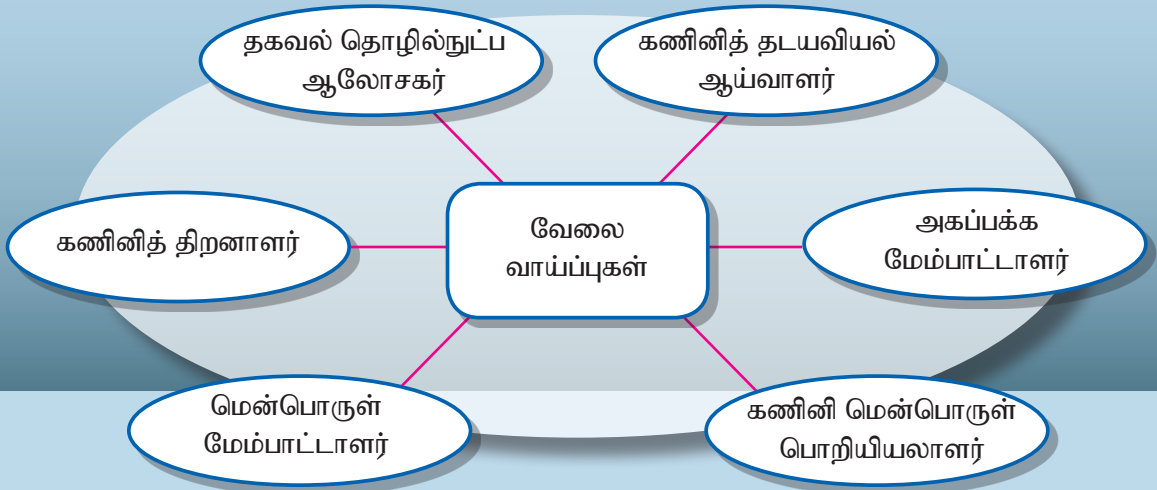 தகவல் தொழில்நுட்ப
ஆலோசகர்
கணினித் தடயவியல்
ஆய்வாளர்
கணினித் திறனாளர்
வேலை
வாய்ப்புகள்
அகப்பக்க
மேம்பாட்டாளர்
மென்பொருள்
மேம்பாட்டாளர்
கணினி மென்பொருள்
பொறியியலாளர்